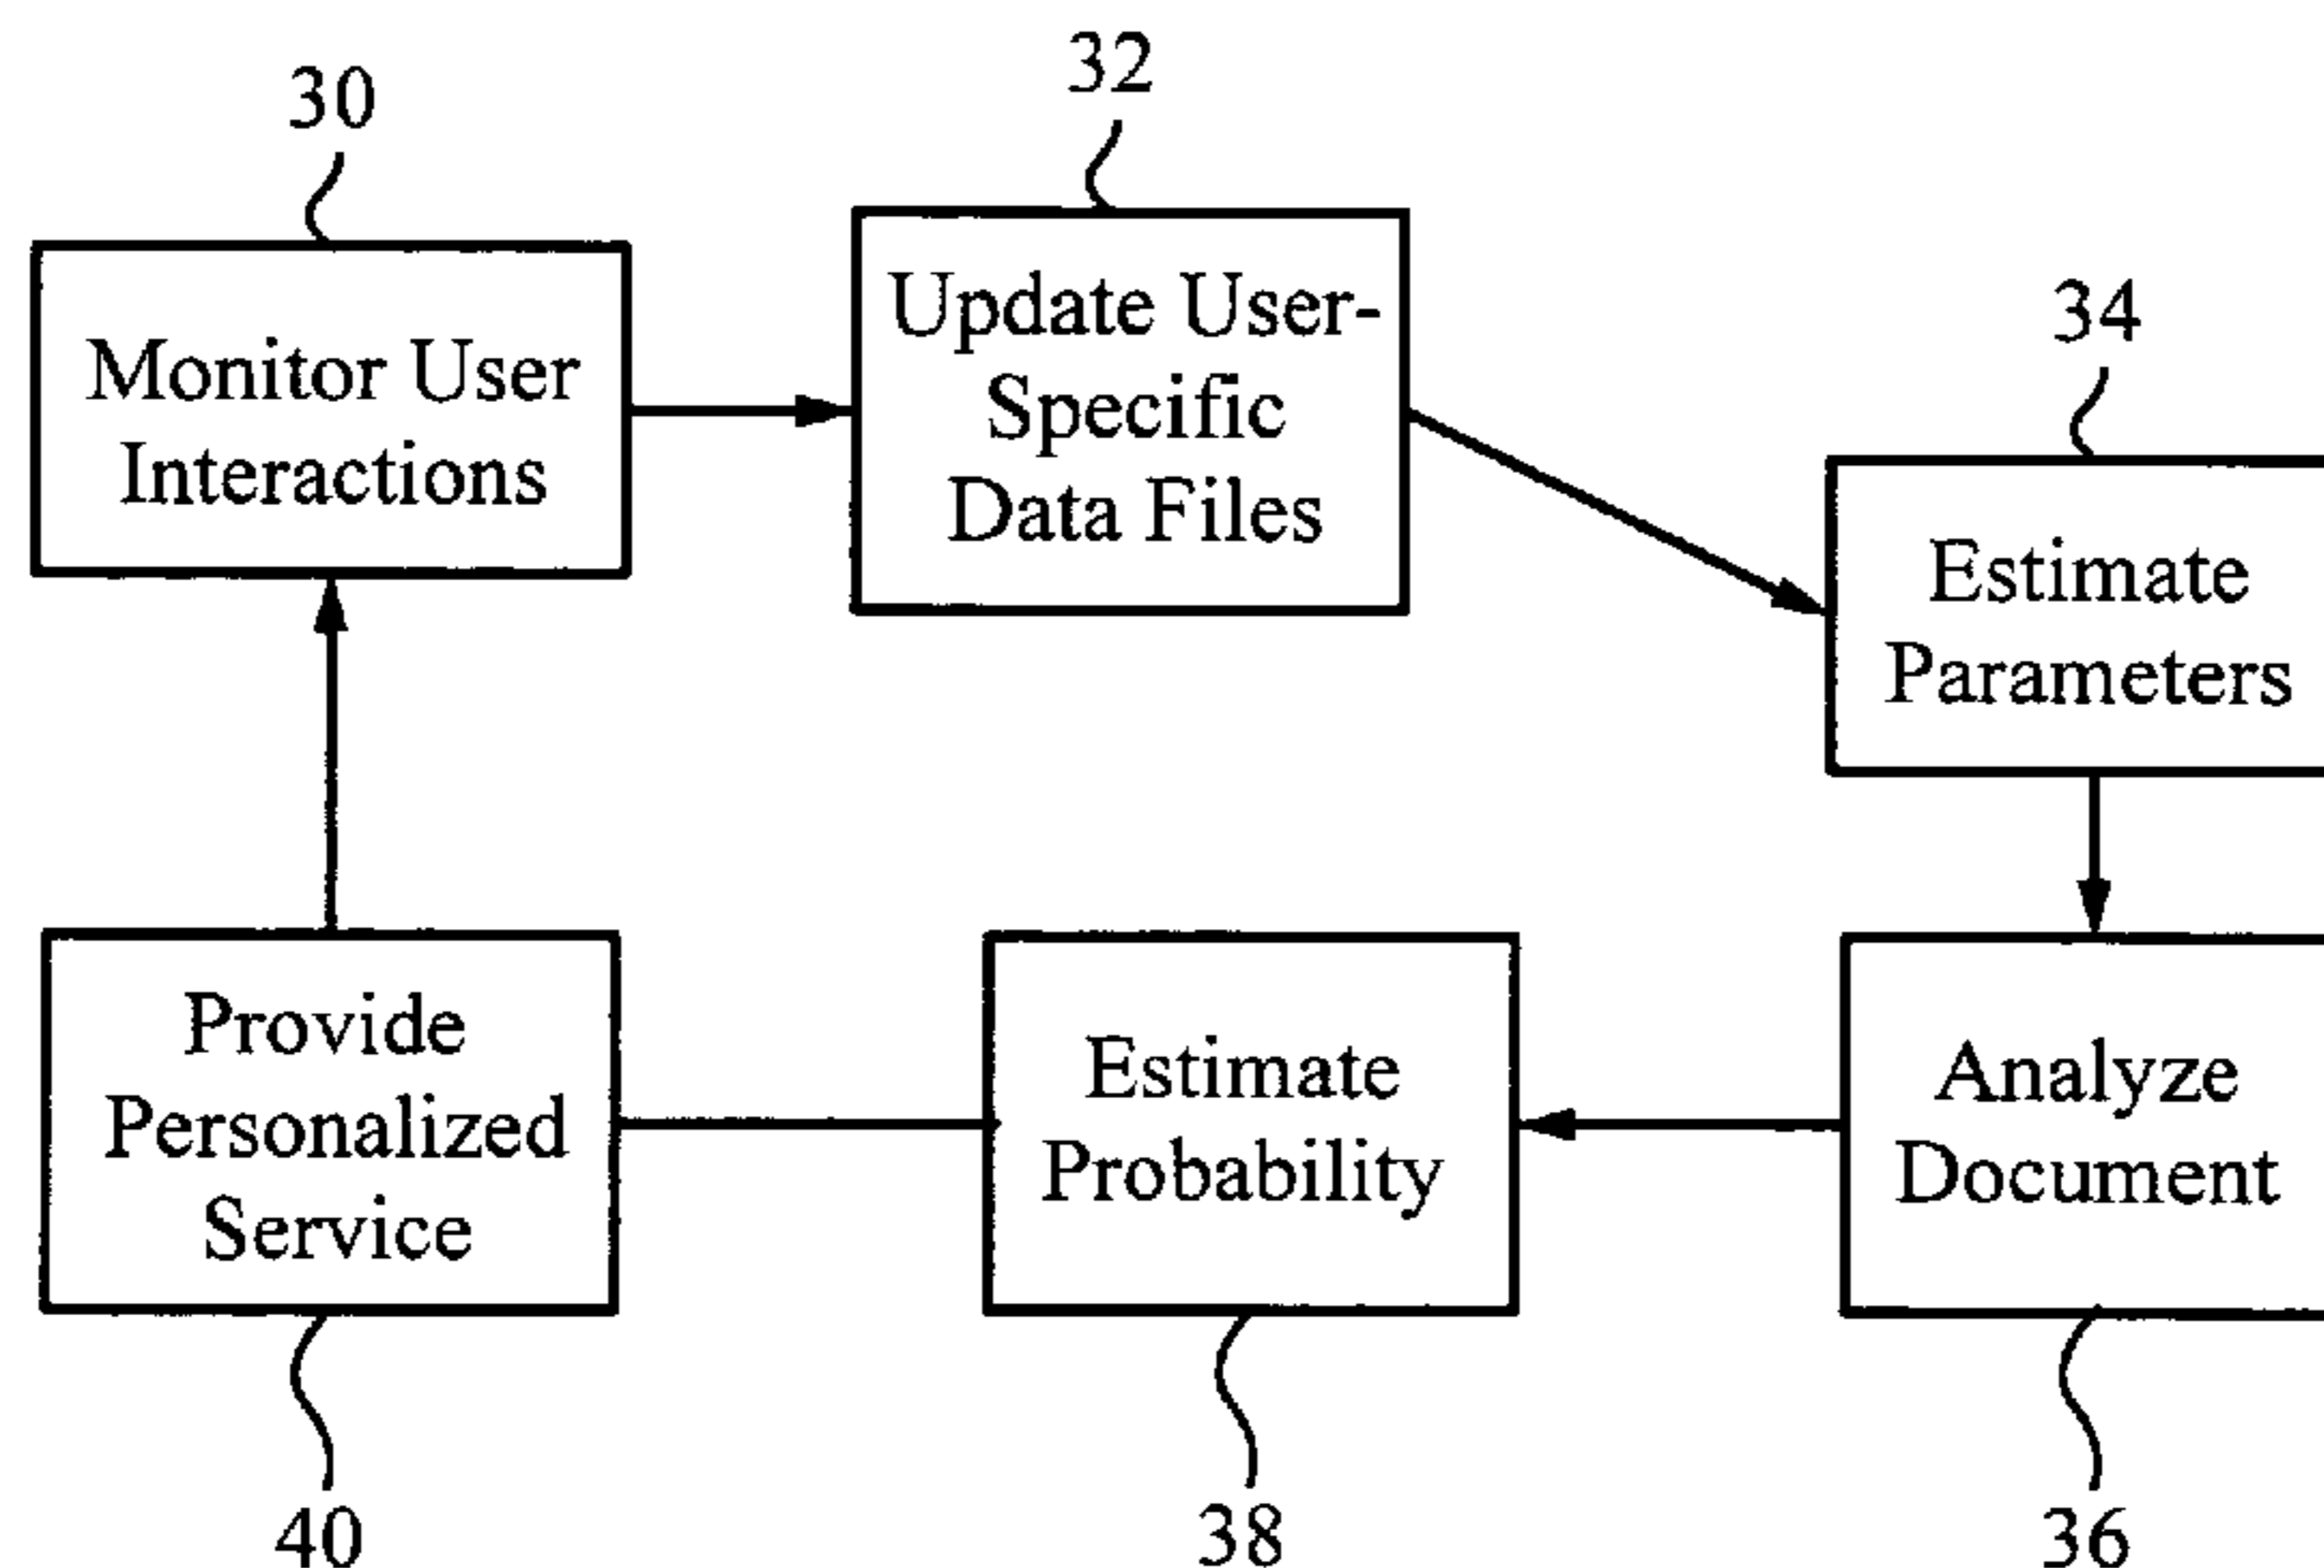 30
Monitor User
Interactions
32
Update User-
Specific
Data Files
34
Estimate
Parameters
Provide
Personalized
Service
40
Estimate
Probability
38
Analyze
Document
36